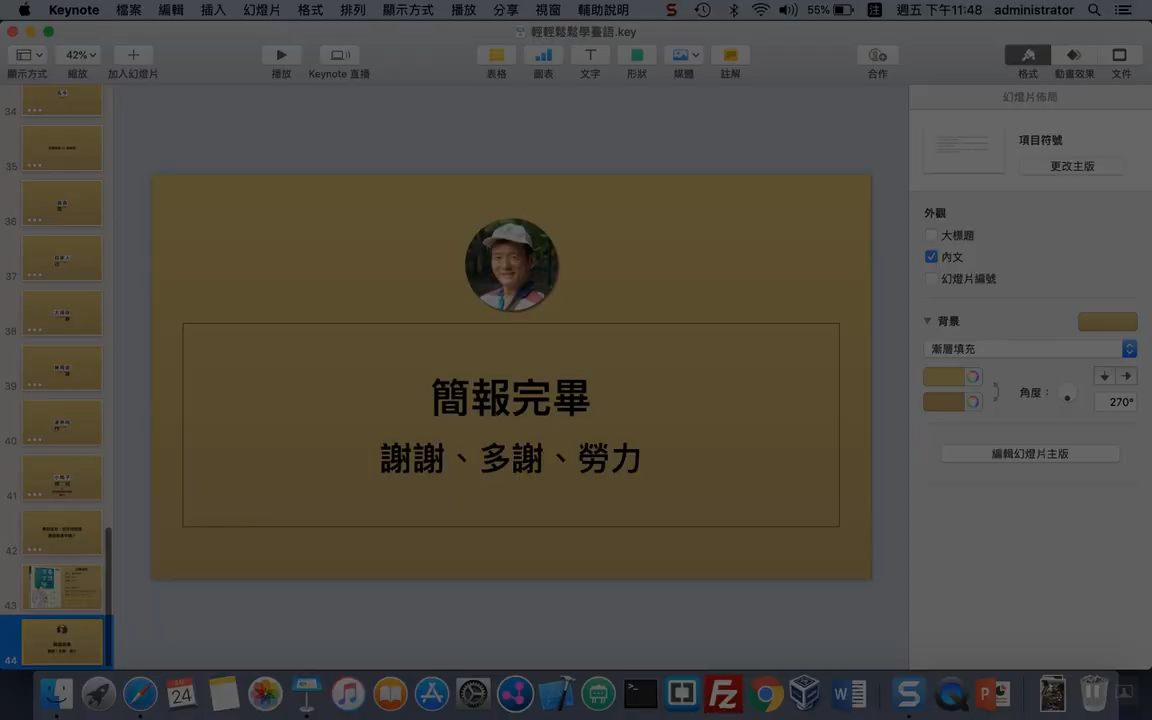 Keynote 檔案 編輯 插入 幻燈片 格式 排列 顯示方式 播放 分享 視窗 輔助說明 55% 週五 下午11:48 administrator
輕輕鬆鬆學臺語.key
42%
顯示方式 縮放 加入幻燈片 播放 Keynote 直播 表格 圖表 文字 形狀 媒體 註解 合作 格式 動畫效果 文件
幻燈片佈局
項目符號
更改主版
外觀
大標題
內文
幻燈片編號
背景
漸層填充
角度：
270°
編輯幻燈片主版
34
35
36
37
38
39
40
41
42
43
44
簡報完畢
謝謝、多謝、勞力
24